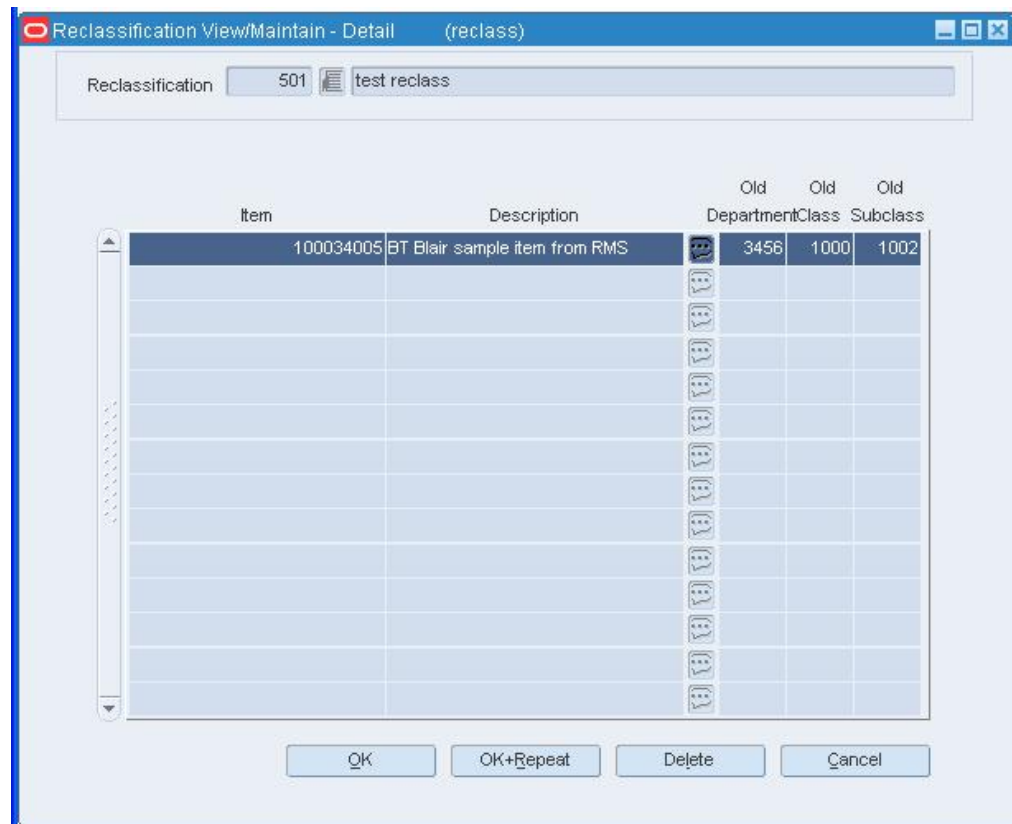 Reclassification View/Maintain - Detail (reclass)
Reclassification 501 test reclass
Old Old Old
Item Description Department Class Subclass
100034005 BT Blair sample item from RMS 3456 1000 1002
OK OK+Repeat Delete Cancel